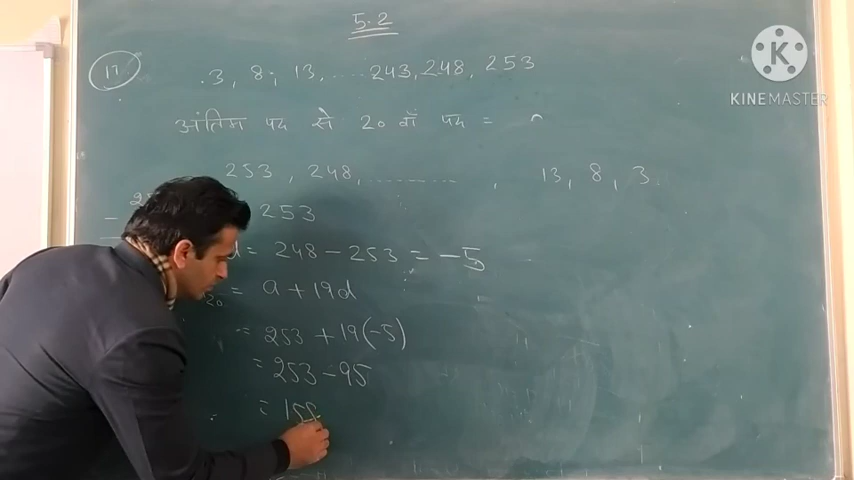 5.2
17 3, 8, 13, ..... 243, 248, 253
अंतिम पद से 20 वाँ पद =
253, 248, .........., 13, 8, 3.
253
d = 248 - 253 = -5
20 = a + 19d
= 253 + 19(-5)
= 253 - 95
=
KINEMASTER